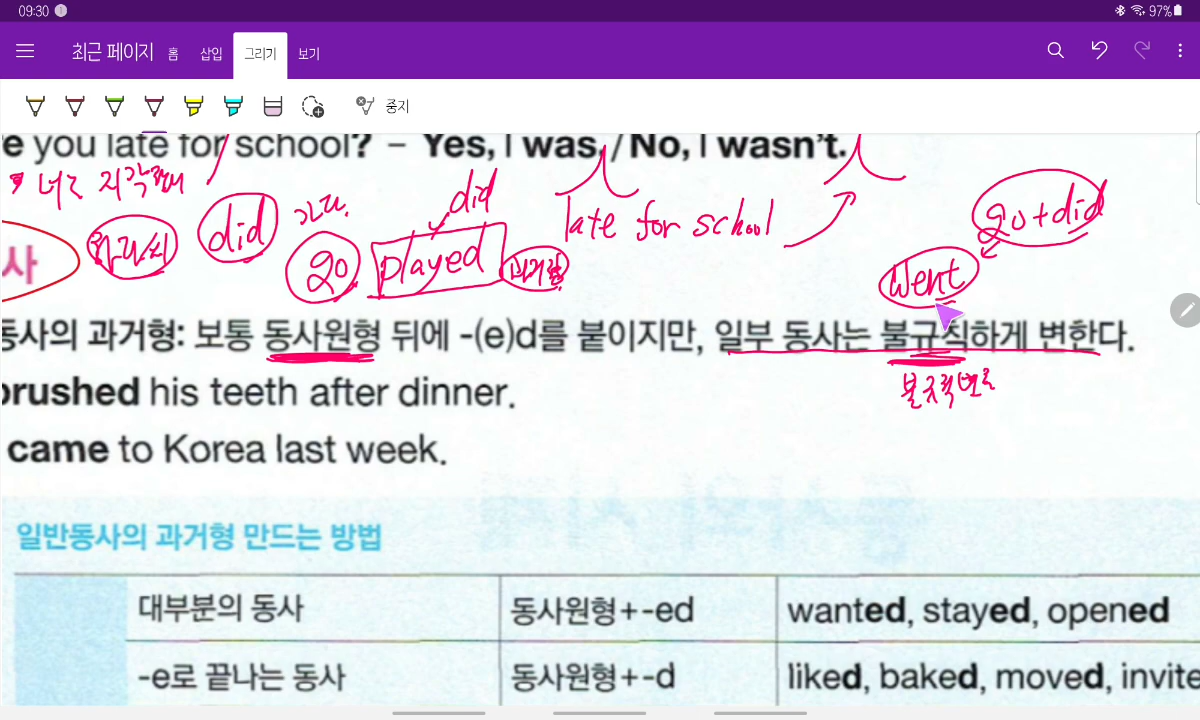 09:30 97%
최근 페이지 홈 삽입 그리기 보기
중지
e you late for school? – Yes, I was. / No, I wasn't.
너는 지각했니
did late for school go+did
did 가다. go played 과거형 went
사
동사의 과거형: 보통 동사원형 뒤에 -(e)d를 붙이지만, 일부 동사는 불규칙하게 변한다.
불규칙변화
brushed his teeth after dinner.
came to Korea last week.
일반동사의 과거형 만드는 방법
대부분의 동사 동사원형+-ed wanted, stayed, opened
-e로 끝나는 동사 동사원형+-d liked, baked, moved, invite